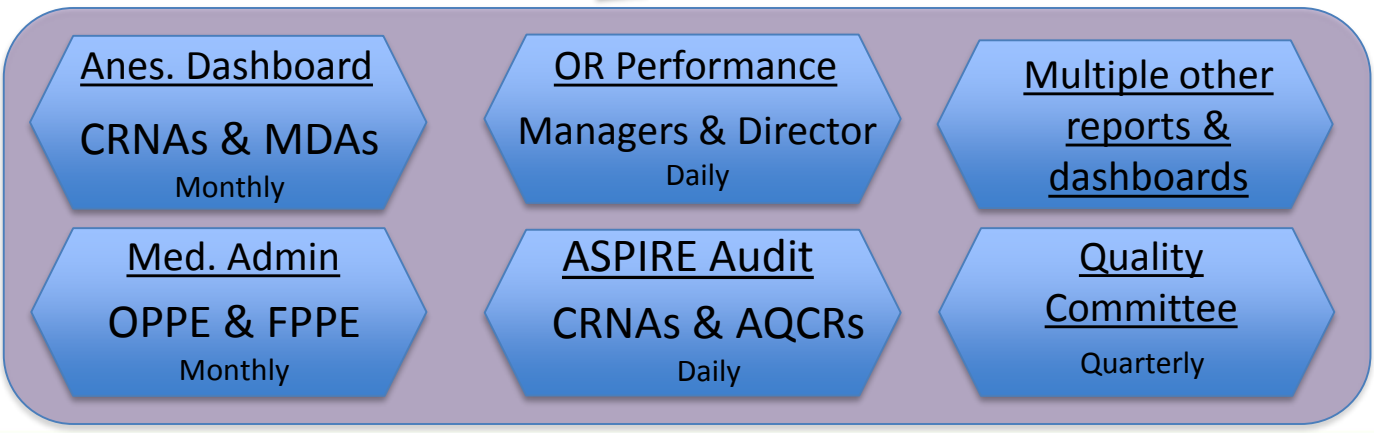 Anes. Dashboard
CRNAs & MDAs
Monthly
OR Performance
Managers & Director
Daily
Multiple other
reports &
dashboards
Med. Admin
OPPE & FPPE
Monthly
ASPIRE Audit
CRNAs & AQCRs
Daily
Quality
Committee
Quarterly